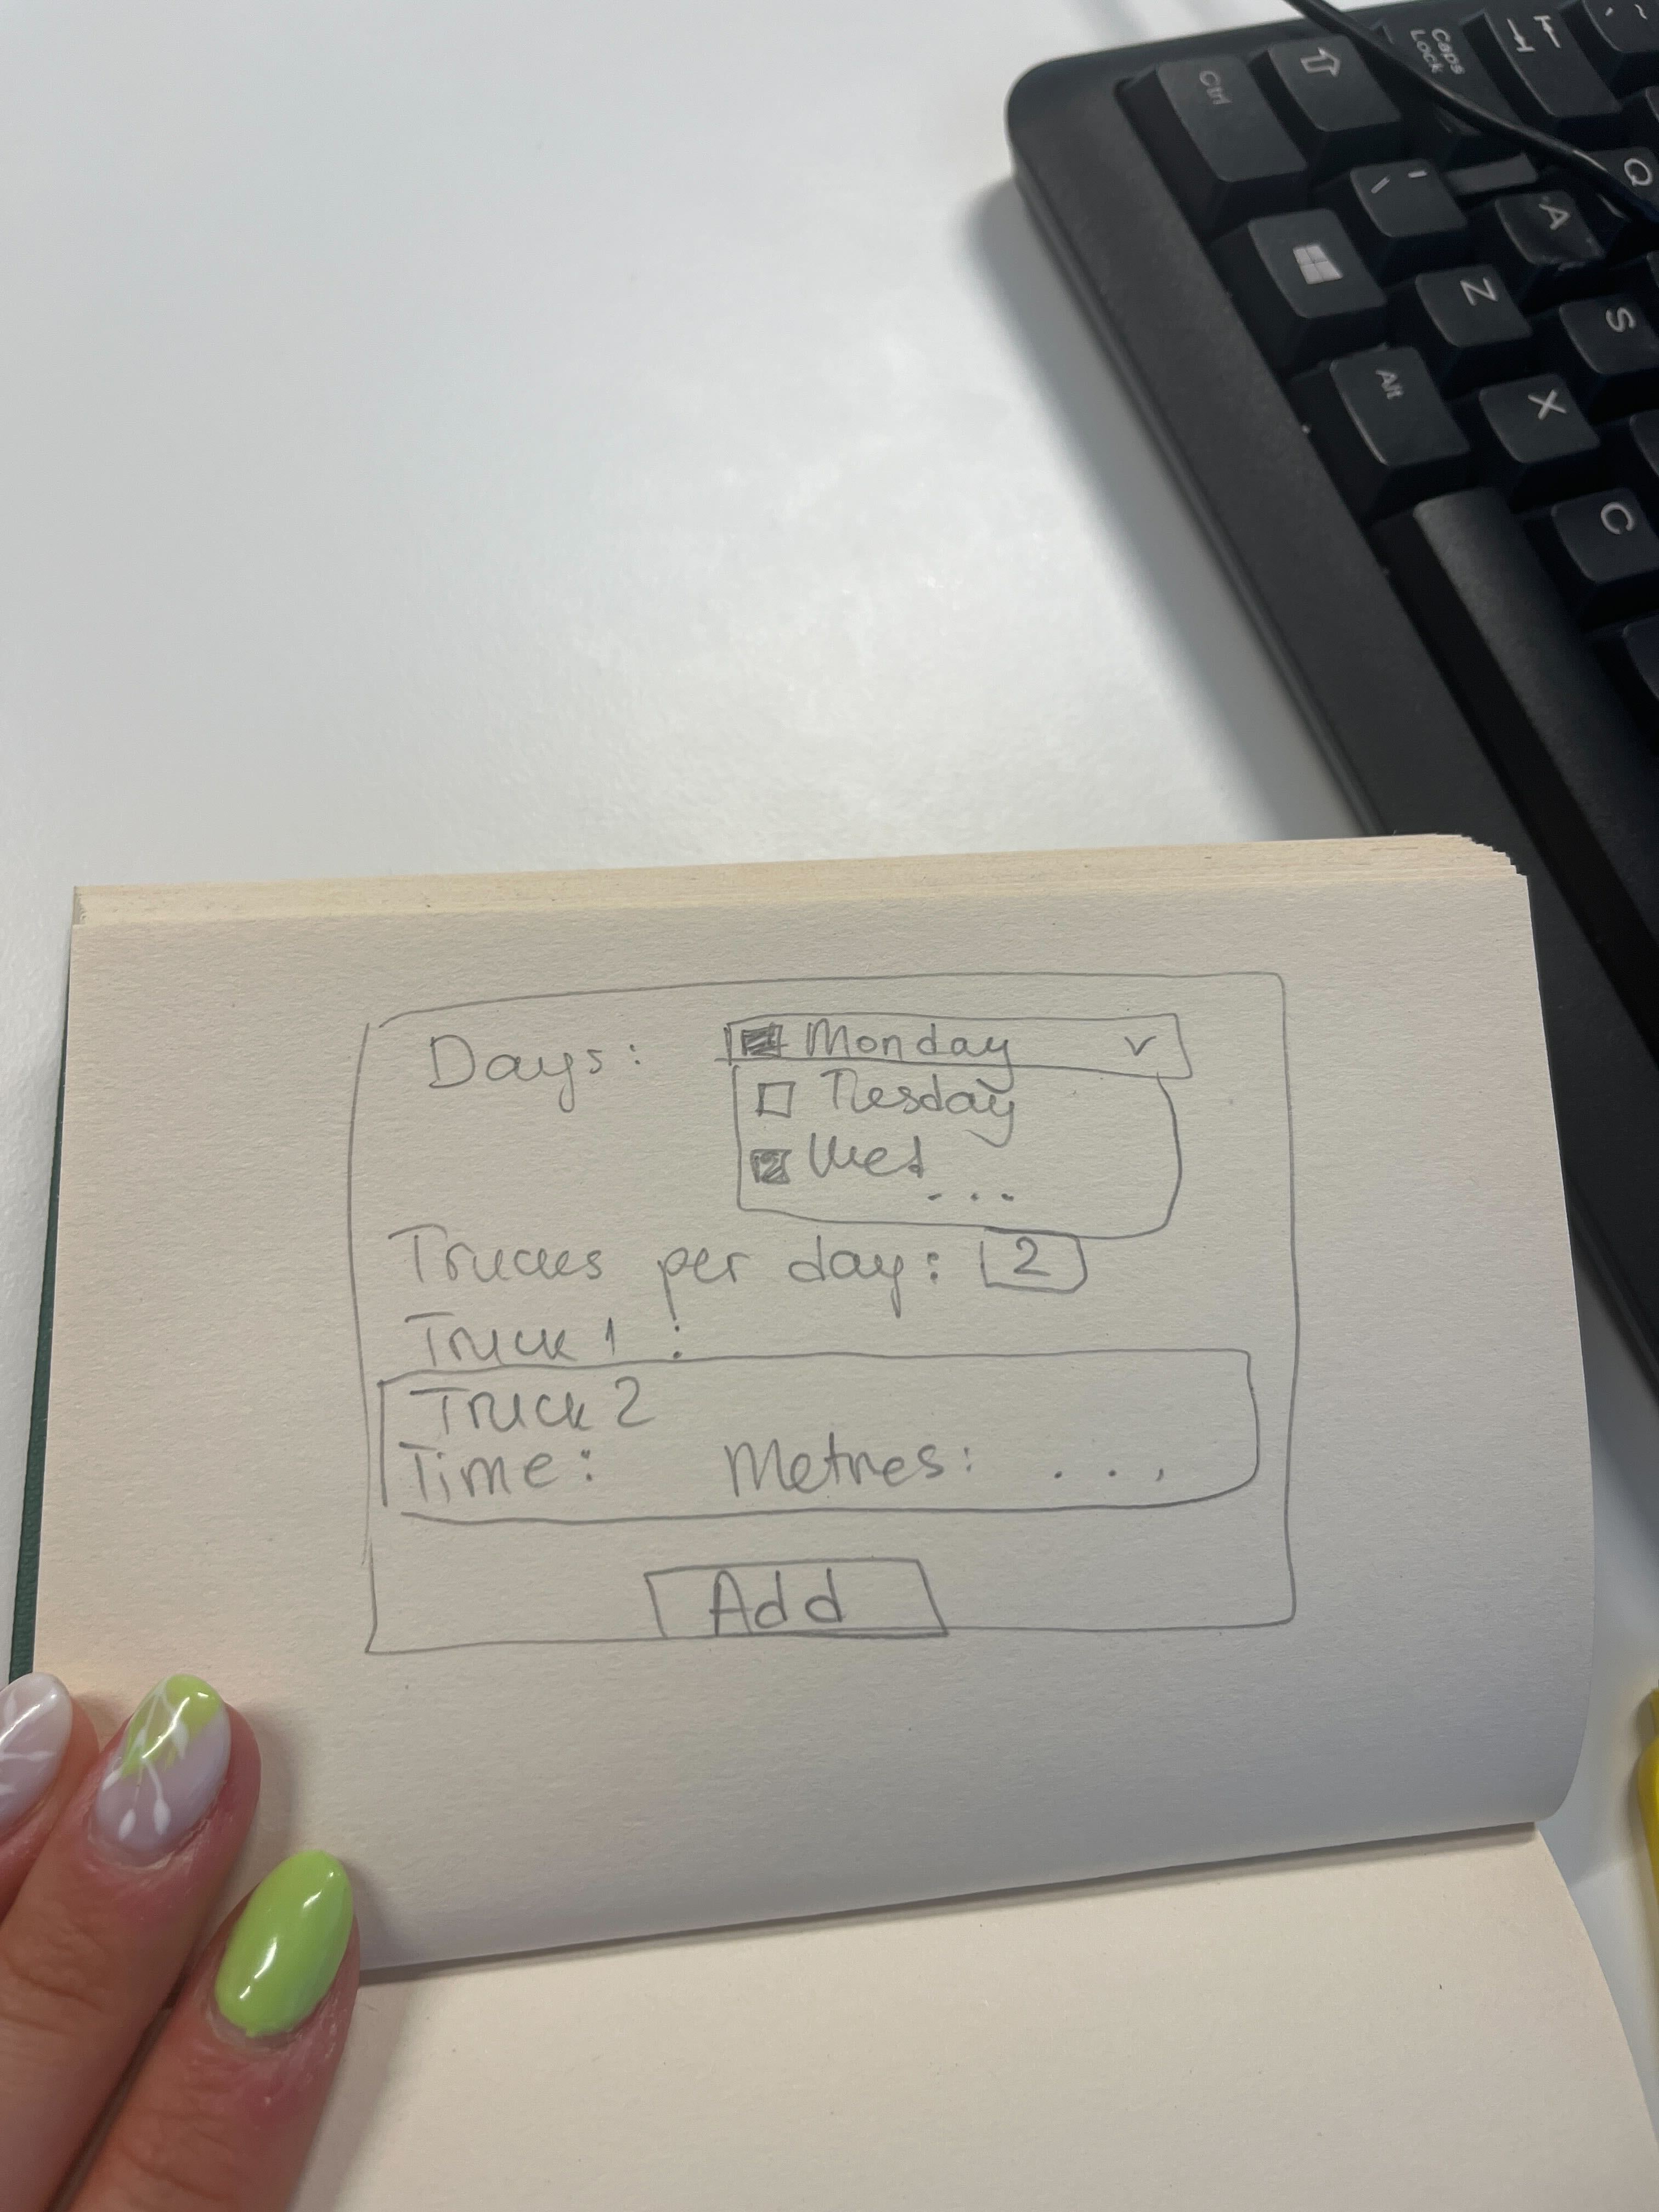 Ctrl
Caps Lock
Q
A
Z
S
Alt
X
C
Days: Monday v
Tuesday
Wed
...
Trucks per day: 2
Truck 1 :
Truck 2
Time: Metres: ...
Add